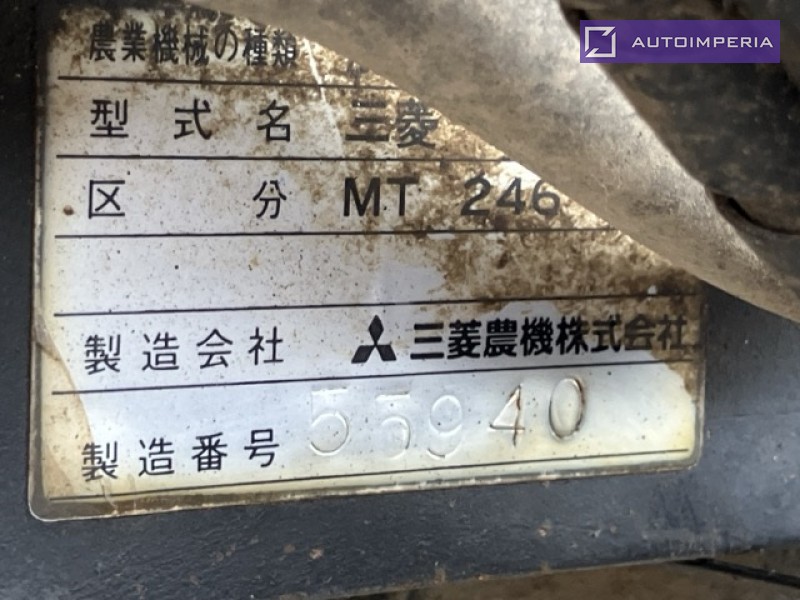 AUTOIMPERIA
農業機械の種類
型式名 三菱
区分 MT 246
製造会社 三菱農機株式会社
製造番号 55940